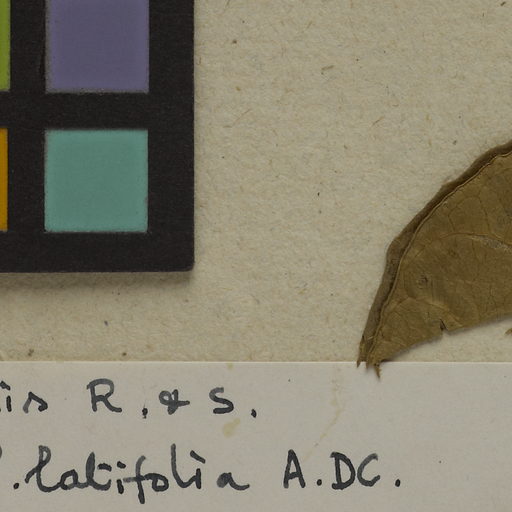 is R. & S.
. latifolia A.DC.